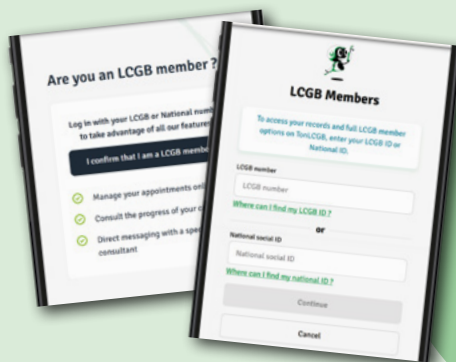 Are you an LCGB member ?
Log in with your LCGB or National
to take advantage of all our features
I confirm that I am a LCGB
Manage your appointments
Consult the progress of your
Direct messaging with a
consultant
LCGB Members
To access your records and full LCGB member
options on TonLCGB, enter your LCGB ID or
National ID.
LCGB number
LCGB number
Where can I find my LCGB ID ?
or
National social ID
National social ID
Where can I find my national ID ?
Continue
Cancel